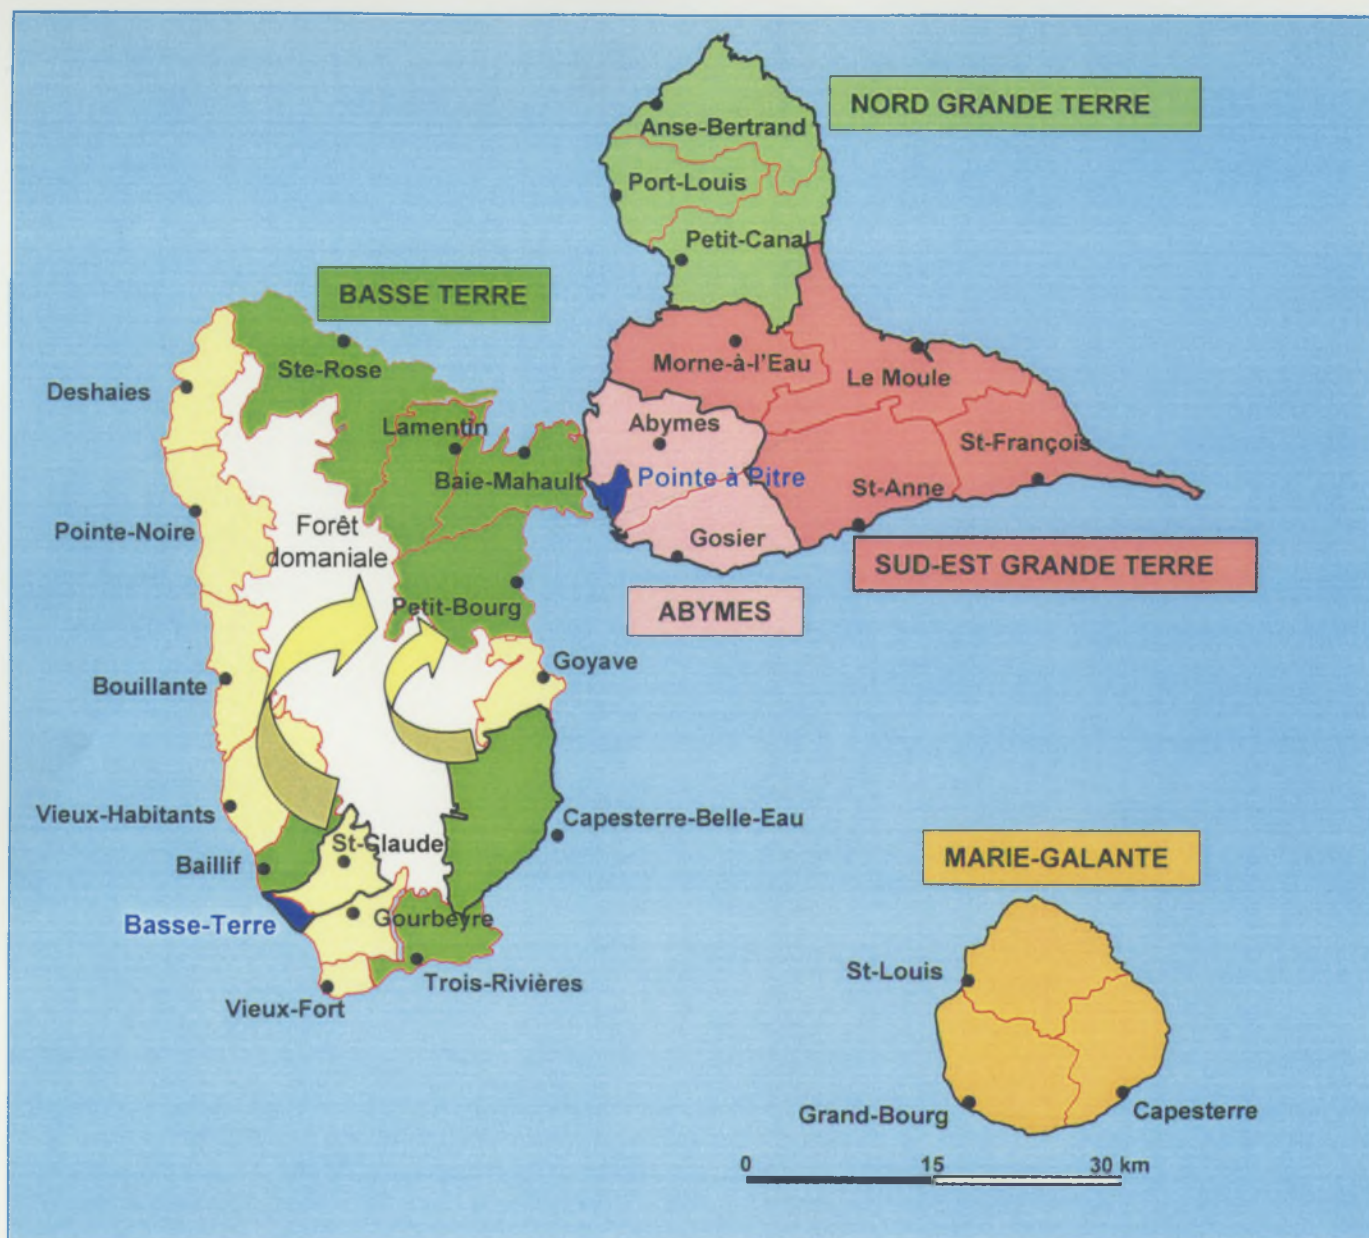 NORD GRANDE TERRE
Anse-Bertrand
Port-Louis
Petit-Canal
BASSE TERRE
Ste-Rose
Morne-à-l'Eau
Le Moule
Deshaies
Lamentin
Abymes
St-François
Baie-Mahault
Pointe à Pitre
St-Anne
Pointe-Noire
Forêt
domaniale
Gosier
SUD-EST GRANDE TERRE
Petit-Bourg
ABYMES
Goyave
Bouillante
Vieux-Habitants
Capesterre-Belle-Eau
St-Claude
Baillif
MARIE-GALANTE
Basse-Terre
Gourbeyre
St-Louis
Trois-Rivières
Vieux-Fort
Grand-Bourg
Capesterre
0 15 30 km